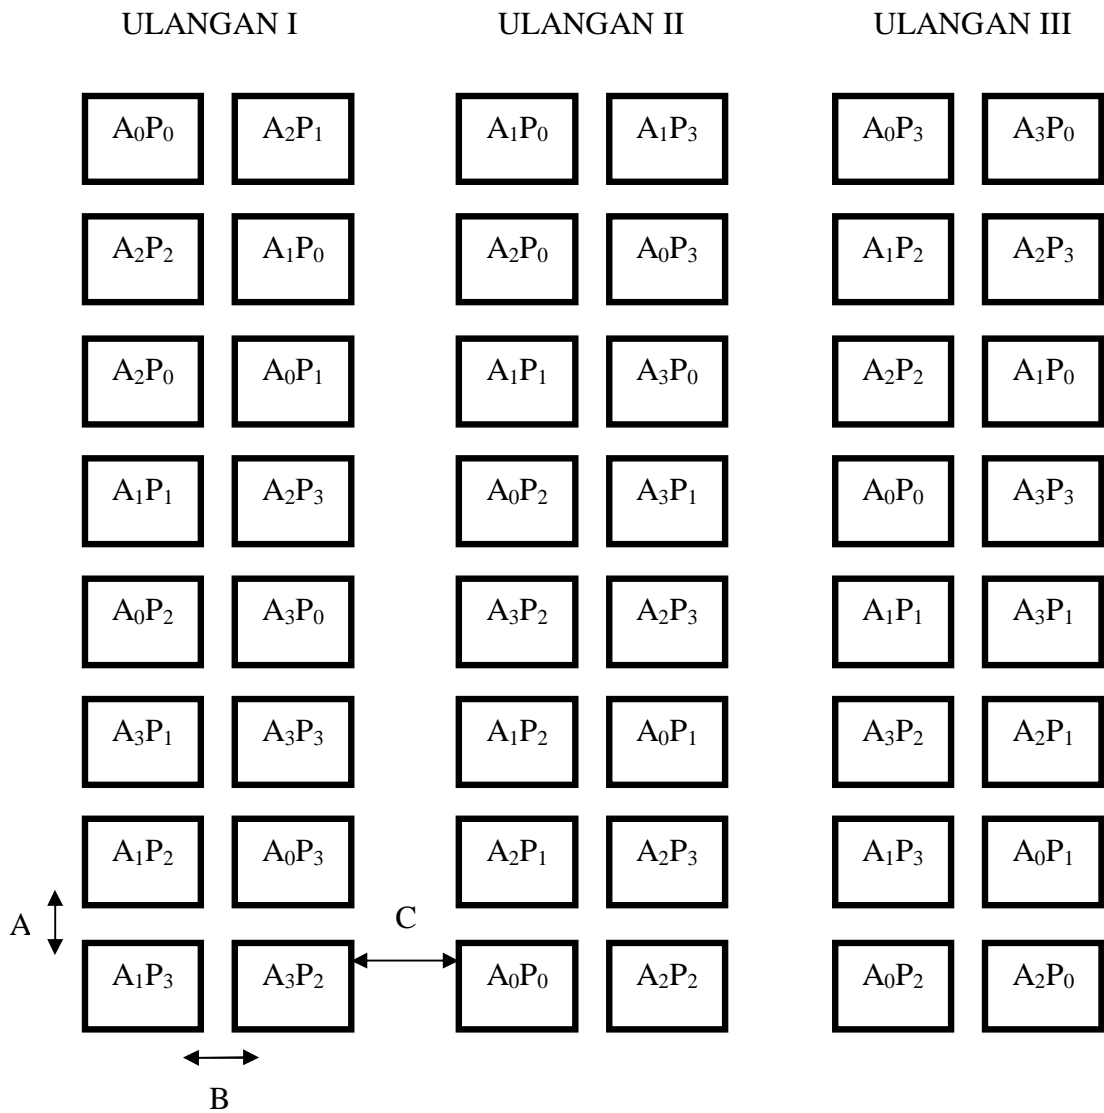 ULANGAN I ULANGAN II ULANGAN III
A₀P₀ A₂P₁ A₁P₀ A₁P₃ A₀P₃ A₃P₀
A₂P₂ A₁P₀ A₂P₀ A₀P₃ A₁P₂ A₂P₃
A₂P₀ A₀P₁ A₁P₁ A₃P₀ A₂P₂ A₁P₀
A₁P₁ A₂P₃ A₀P₂ A₃P₁ A₀P₀ A₃P₃
A₀P₂ A₃P₀ A₃P₂ A₂P₃ A₁P₁ A₃P₁
A₃P₁ A₃P₃ A₁P₂ A₀P₁ A₃P₂ A₂P₁
A₁P₂ A₀P₃ A₂P₁ A₂P₃ A₁P₃ A₀P₁
A C
A₁P₃ A₃P₂ A₀P₀ A₂P₂ A₀P₂ A₂P₀
B